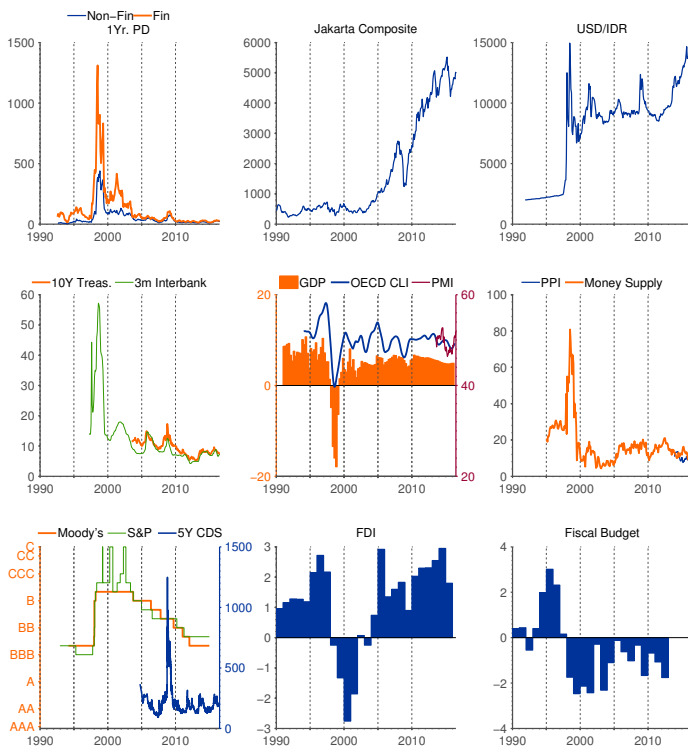 Non−Fin Fin
1Yr. PD
1500
1000
500
0
1990 2000 2010
Jakarta Composite
6000
5000
4000
3000
2000
1000
0
1990 2000 2010
USD/IDR
15000
10000
5000
0
1990 2000 2010
10Y Treas. 3m Interbank
60
50
40
30
20
10
0
1990 2000 2010
GDP OECD CLI PMI
20 60
0 40
−20 20
1990 2000 2010
PPI Money Supply
100
80
60
40
20
0
1990 2000 2010
Moody's S&P 5Y CDS
C 1500
CC
CCC
B 1000
BB
BBB 500
A
AA
AAA 0
1990 2000 2010
FDI
3
2
1
0
−1
−2
−3
1990 2000 2010
Fiscal Budget
4
2
0
−2
−4
1990 2000 2010